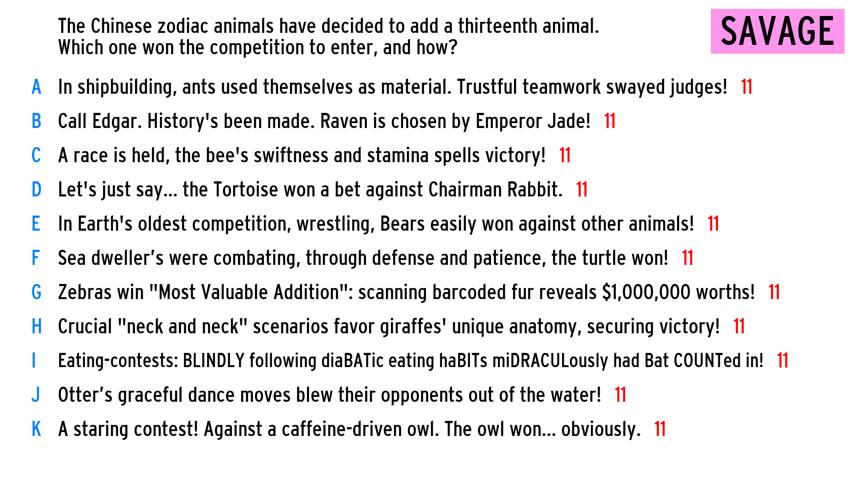 The Chinese zodiac animals have decided to add a thirteenth animal.
Which one won the competition to enter, and how?
SAVAGE
A In shipbuilding, ants used themselves as material. Trustful teamwork swayed judges! 11
B Call Edgar. History's been made. Raven is chosen by Emperor Jade! 11
C A race is held, the bee's swiftness and stamina spells victory! 11
D Let's just say... the Tortoise won a bet against Chairman Rabbit. 11
E In Earth's oldest competition, wrestling, Bears easily won against other animals! 11
F Sea dweller’s were combating, through defense and patience, the turtle won! 11
G Zebras win "Most Valuable Addition": scanning barcoded fur reveals $1,000,000 worths! 11
H Crucial "neck and neck" scenarios favor giraffes' unique anatomy, securing victory! 11
I Eating-contests: BLINDLY following diaBATic eating haBITs miDRACULously had Bat COUNTed in! 11
J Otter’s graceful dance moves blew their opponents out of the water! 11
K A staring contest! Against a caffeine-driven owl. The owl won... obviously. 11